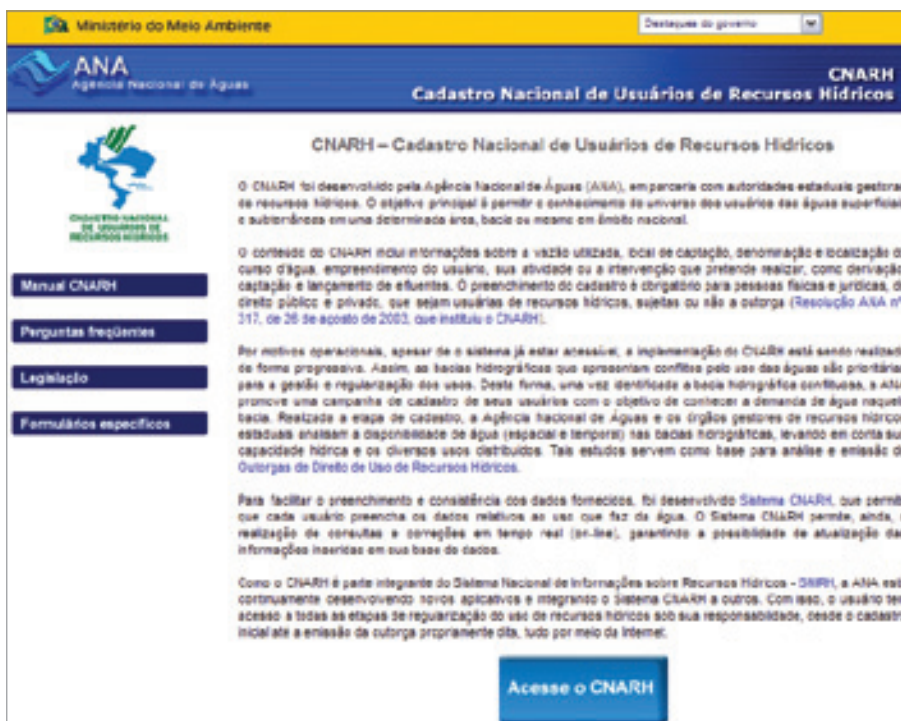 Ministério do Meio Ambiente
Destaques do governo
ANA
Agência Nacional de Águas
CNARH
Cadastro Nacional de Usuários de Recursos Hídricos
CADASTRO NACIONAL
DE USUÁRIOS DE
RECURSOS HÍDRICOS
Manual CNARH
Perguntas freqüentes
Legislação
Formulários específicos
CNARH – Cadastro Nacional de Usuários de Recursos Hídricos
O CNARH foi desenvolvido pela Agência Nacional de Águas (ANA), em parceria com autoridades estaduais gestora
de recursos hídricos. O objetivo principal é permitir o conhecimento do universo dos usuários das águas superficiai
e subterrâneas em uma determinada área, bacia ou mesmo em âmbito nacional.
O conteúdo do CNARH inclui informações sobre a vazão utilizada, local de captação, denominação e localização d
curso d'água, empreendimento do usuário, sua atividade ou a intervenção que pretende realizar, como derivação
captação e lançamento de efluentes. O preenchimento do cadastro é obrigatório para pessoas físicas e jurídicas, d
direito público e privado, que sejam usuárias de recursos hídricos, sujeitas ou não a outorga (Resolução ANA nº
317, de 26 de agosto de 2003, que instituiu o CNARH).
Por motivos operacionais, apesar de o sistema já estar acessível, a implementação do CNARH está sendo realizad
de forma progressiva. Assim, as bacias hidrográficas que apresentam conflitos pelo uso das águas são prioritária
para a gestão e regularização dos usos. Desta forma, uma vez identificada a bacia hidrográfica conflituosa, a ANA
promove uma campanha de cadastro de seus usuários com o objetivo de conhecer a demanda de água naquel
bacia. Realizada a etapa de cadastro, a Agência Nacional de Águas e os órgãos gestores de recursos hídrico
estaduais analisam a disponibilidade de água (espacial e temporal) nas bacias hidrográficas, levando em conta su
capacidade hídrica e os diversos usos distribuídos. Tais estudos servem como base para análise e emissão d
Outorgas de Direito de Uso de Recursos Hídricos.
Para facilitar o preenchimento e consistência dos dados fornecidos, foi desenvolvido Sistema CNARH, que permit
que cada usuário preencha os dados relativos ao uso que faz da água. O Sistema CNARH permite, ainda,
realização de consultas e correções em tempo real (on-line), garantindo a possibilidade de atualização da
informações inseridas em sua base de dados.
Como o CNARH é parte integrante do Sistema Nacional de Informações sobre Recursos Hídricos - SNIRH, a ANA est
continuamente desenvolvendo novos aplicativos e integrando o Sistema CNARH a outros. Com isso, o usuário ter
acesso a todas as etapas de regularização do uso de recursos hídricos sob sua responsabilidade, desde o cadastr
inicial até a emissão da outorga propriamente dita, tudo por meio da Internet.
Acesse o CNARH